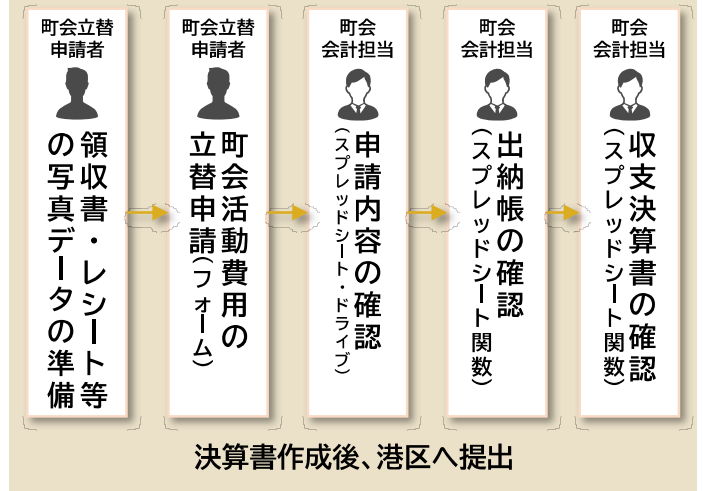 町会立替
申請者
領収書・レシート等
の写真データの準備
町会立替
申請者
町会活動費用の
立替申請(フォーム)
町会
会計担当
申請内容の確認
(スプレッドシート・ドライブ)
町会
会計担当
出納帳の確認
(スプレッドシート関数)
町会
会計担当
収支決算書の確認
(スプレッドシート関数)
決算書作成後、港区へ提出